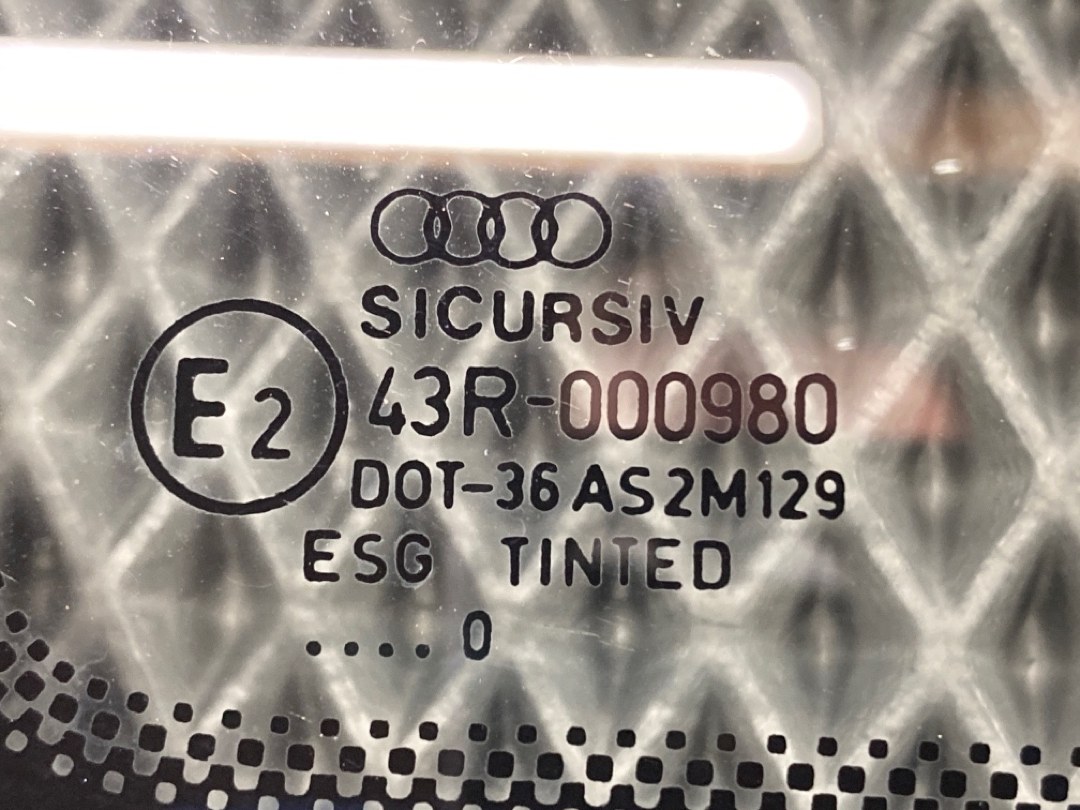 SICURSIV
E2
43R-000980
DOT-36 AS2M129
ESG TINTED
....0